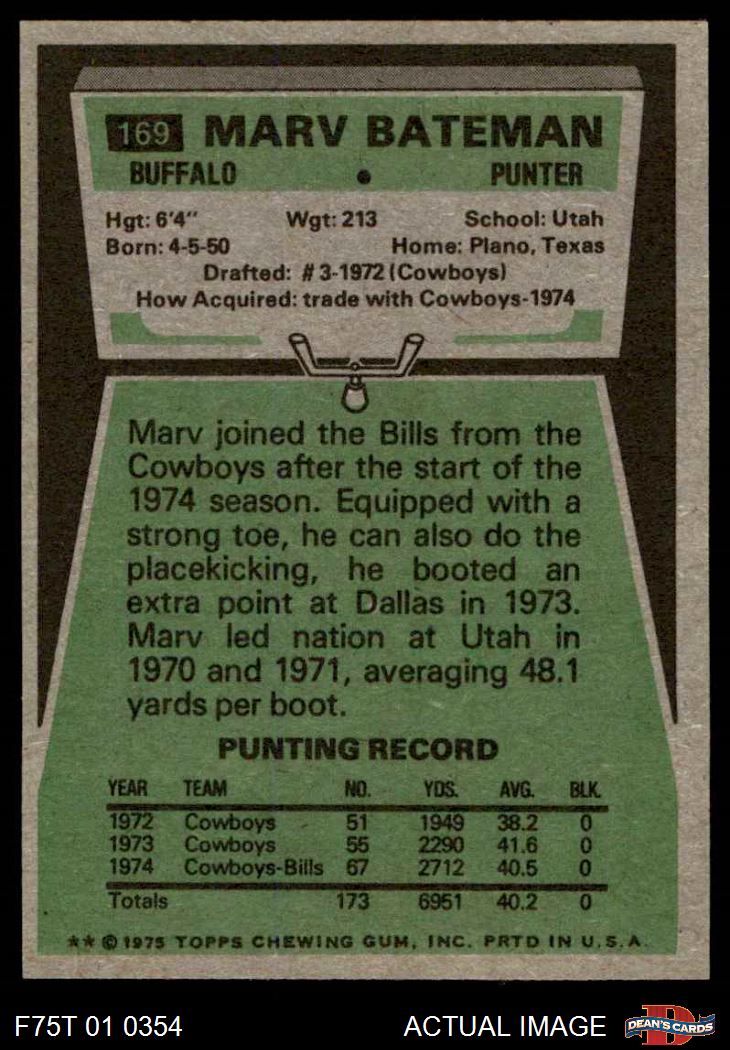 169 MARV BATEMAN
BUFFALO • PUNTER
Hgt: 6'4" Wgt: 213 School: Utah
Born: 4-5-50 Home: Plano, Texas
Drafted: #3-1972 (Cowboys)
How Acquired: trade with Cowboys-1974
Marv joined the Bills from the
Cowboys after the start of the
1974 season. Equipped with a
strong toe, he can also do the
placekicking, he booted an
extra point at Dallas in 1973.
Marv led nation at Utah in
1970 and 1971, averaging 48.1
yards per boot.
PUNTING RECORD
YEAR TEAM NO. YDS. AVG. BLK.
1972 Cowboys 51 1949 38.2 0
1973 Cowboys 55 2290 41.6 0
1974 Cowboys-Bills 67 2712 40.5 0
Totals 173 6951 40.2 0
** © 1975 TOPPS CHEWING GUM, INC. PRTD IN U.S.A.
F75T 01 0354 ACTUAL IMAGE D DEAN'S CARDS